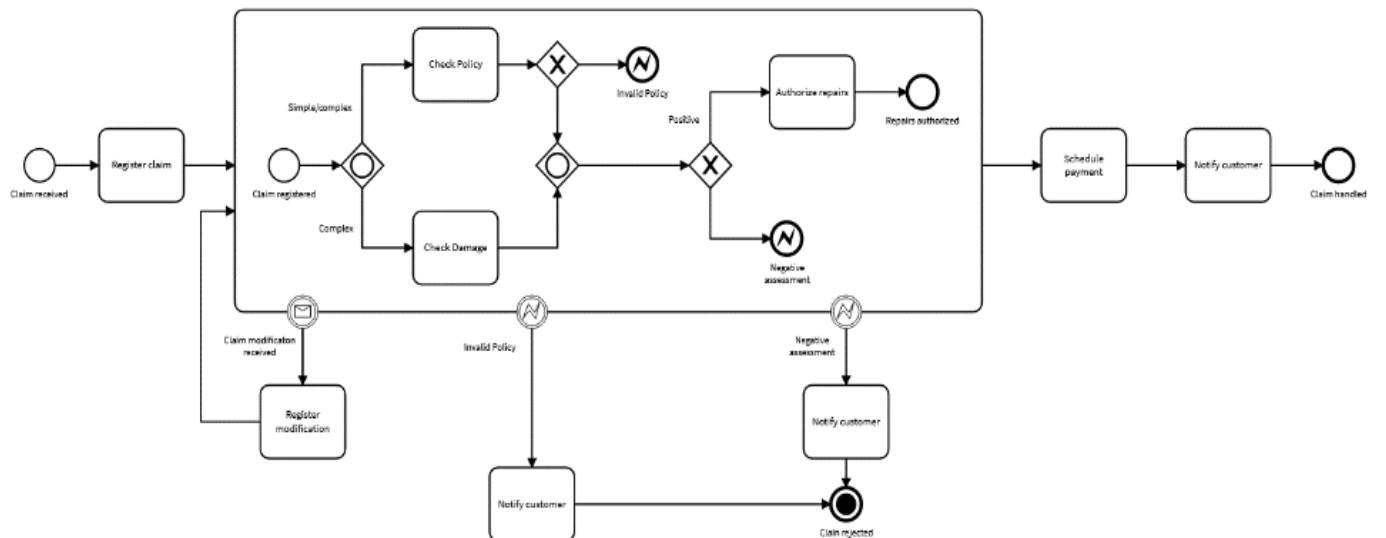 Check Policy
Invalid Policy
Simple/complex
Positive
Authorize repairs
Repairs authorized
Register claim
Claim received
Claim registered
Schedule
payment
Notify customer
Claim handled
Complex
Check Damage
Negative
assessment
Claim modificaton
received
Invalid Policy
Negative
assessment
Register
modification
Notify customer
Notify customer
Claim rejected